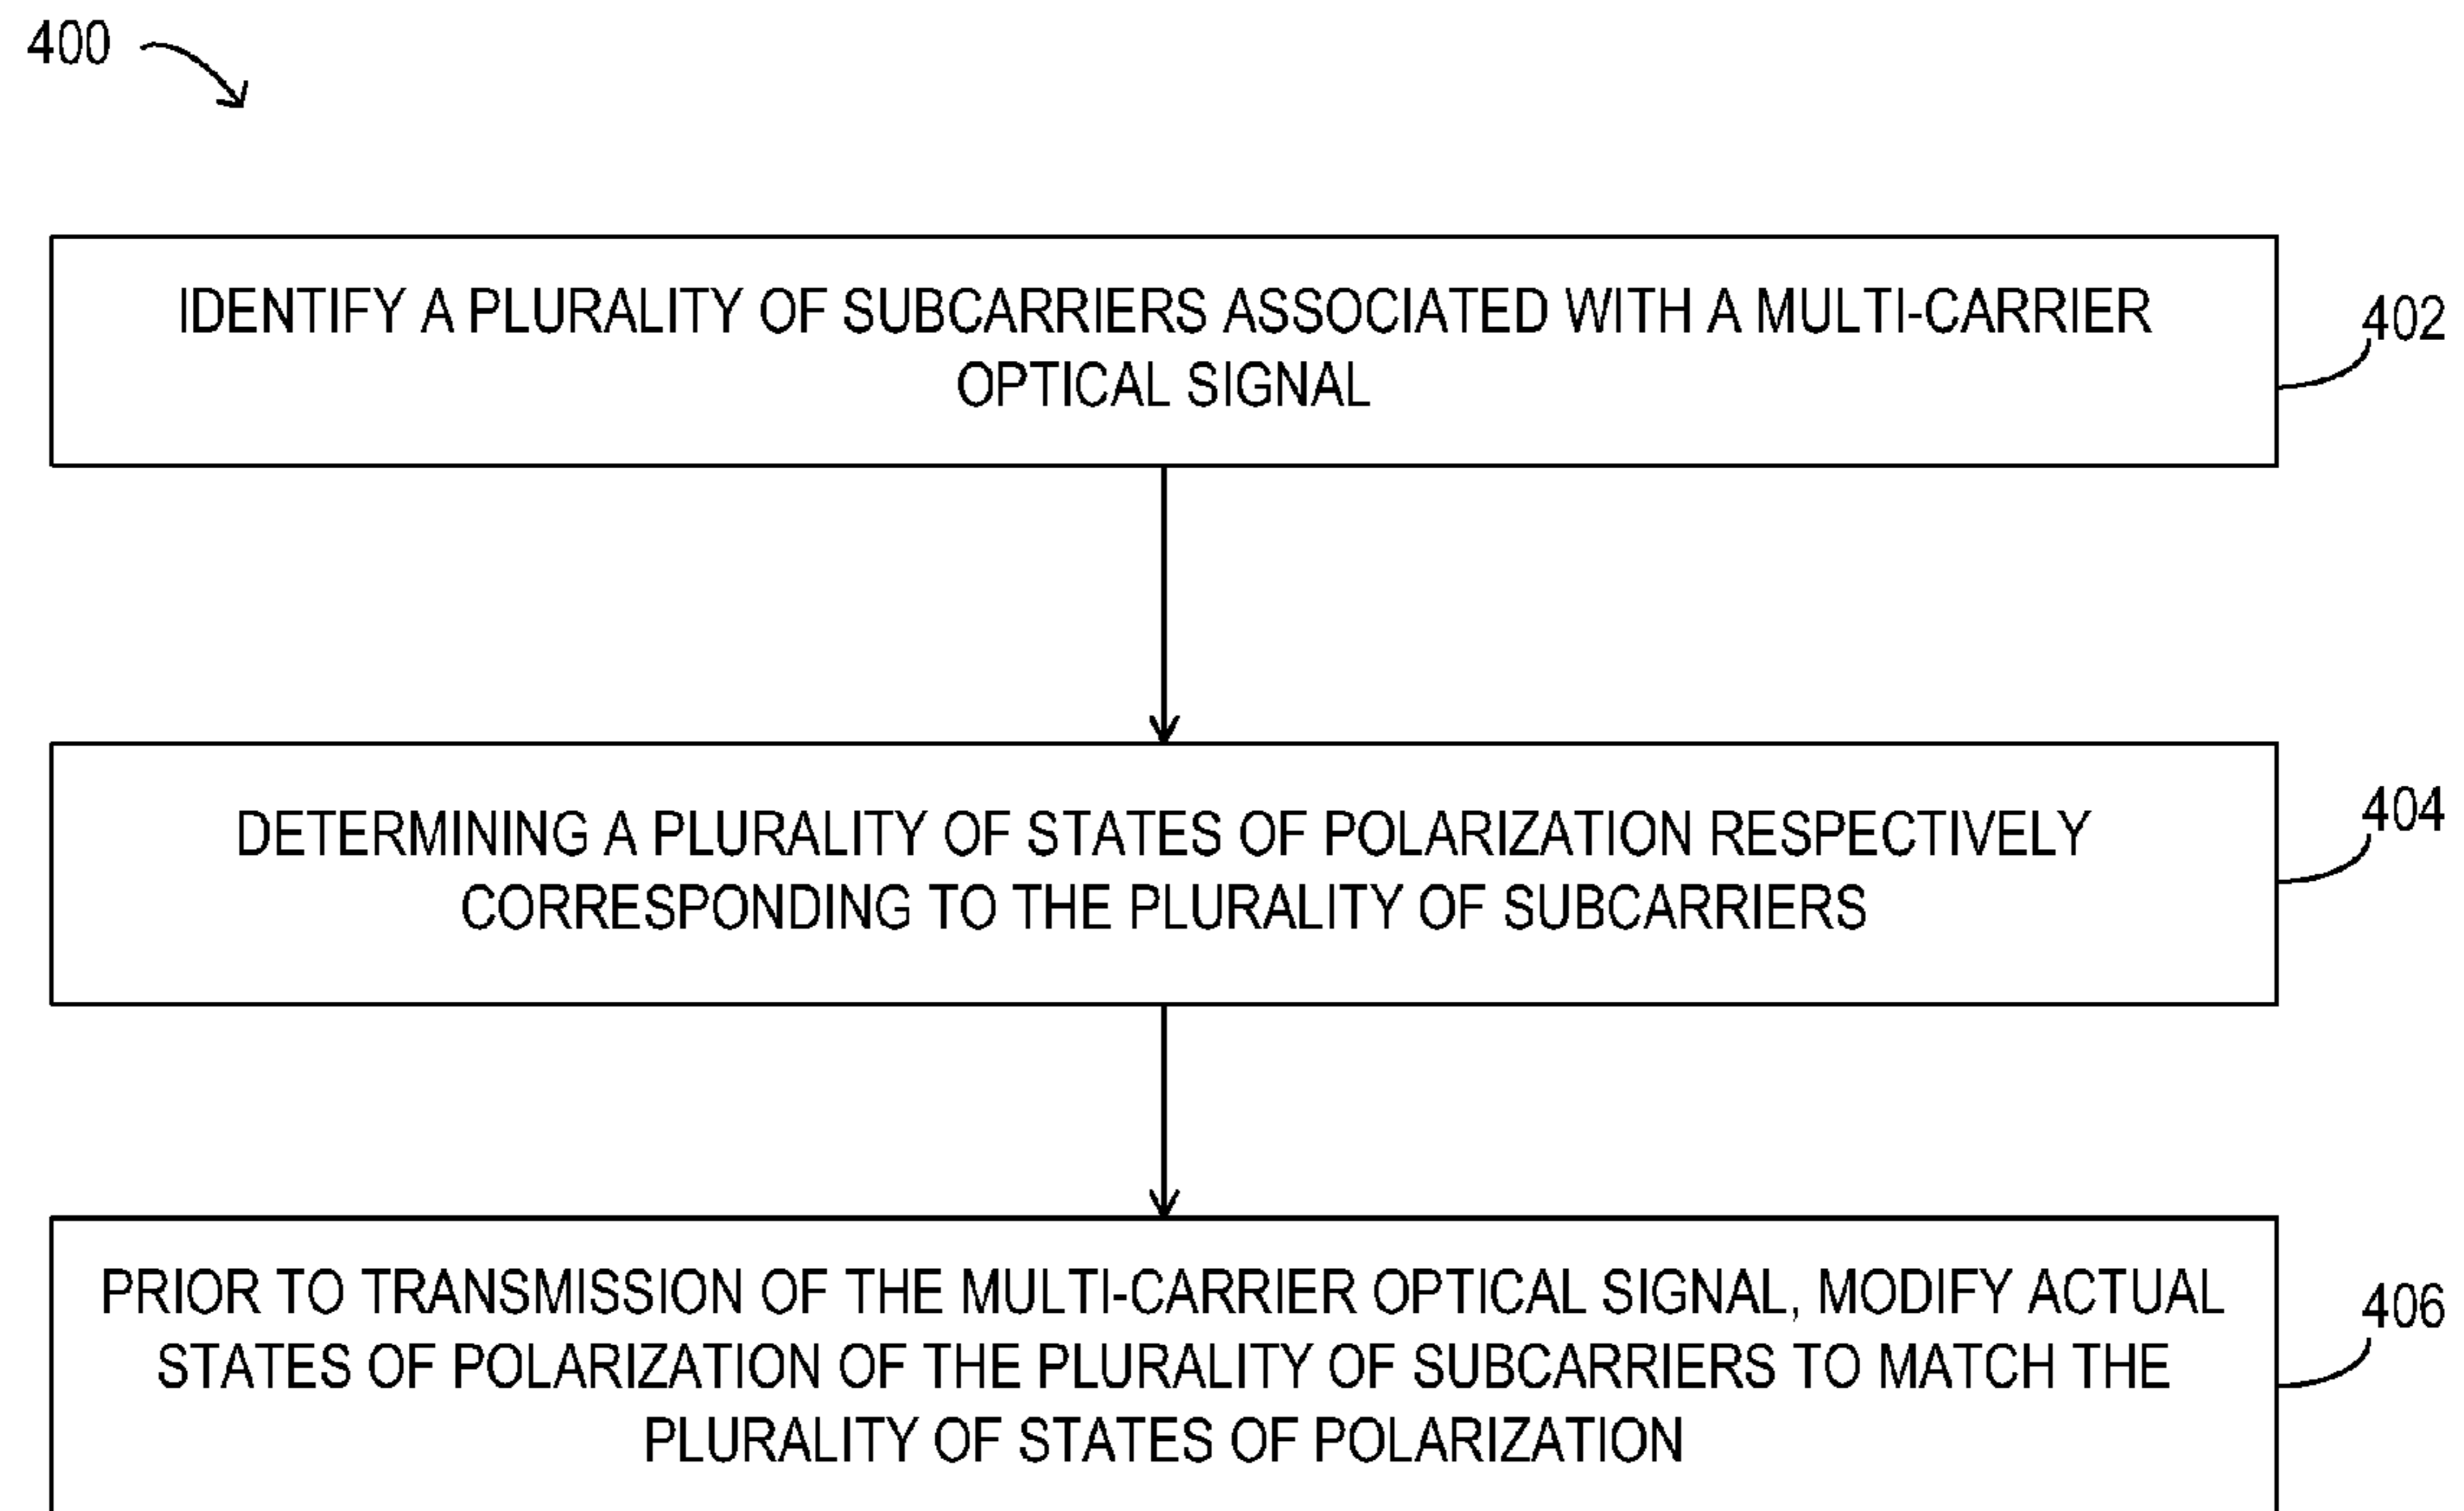 400
IDENTIFY A PLURALITY OF SUBCARRIERS ASSOCIATED WITH A MULTI-CARRIER
OPTICAL SIGNAL
402
DETERMINING A PLURALITY OF STATES OF POLARIZATION RESPECTIVELY
CORRESPONDING TO THE PLURALITY OF SUBCARRIERS
404
PRIOR TO TRANSMISSION OF THE MULTI-CARRIER OPTICAL SIGNAL, MODIFY ACTUAL
STATES OF POLARIZATION OF THE PLURALITY OF SUBCARRIERS TO MATCH THE
PLURALITY OF STATES OF POLARIZATION
406